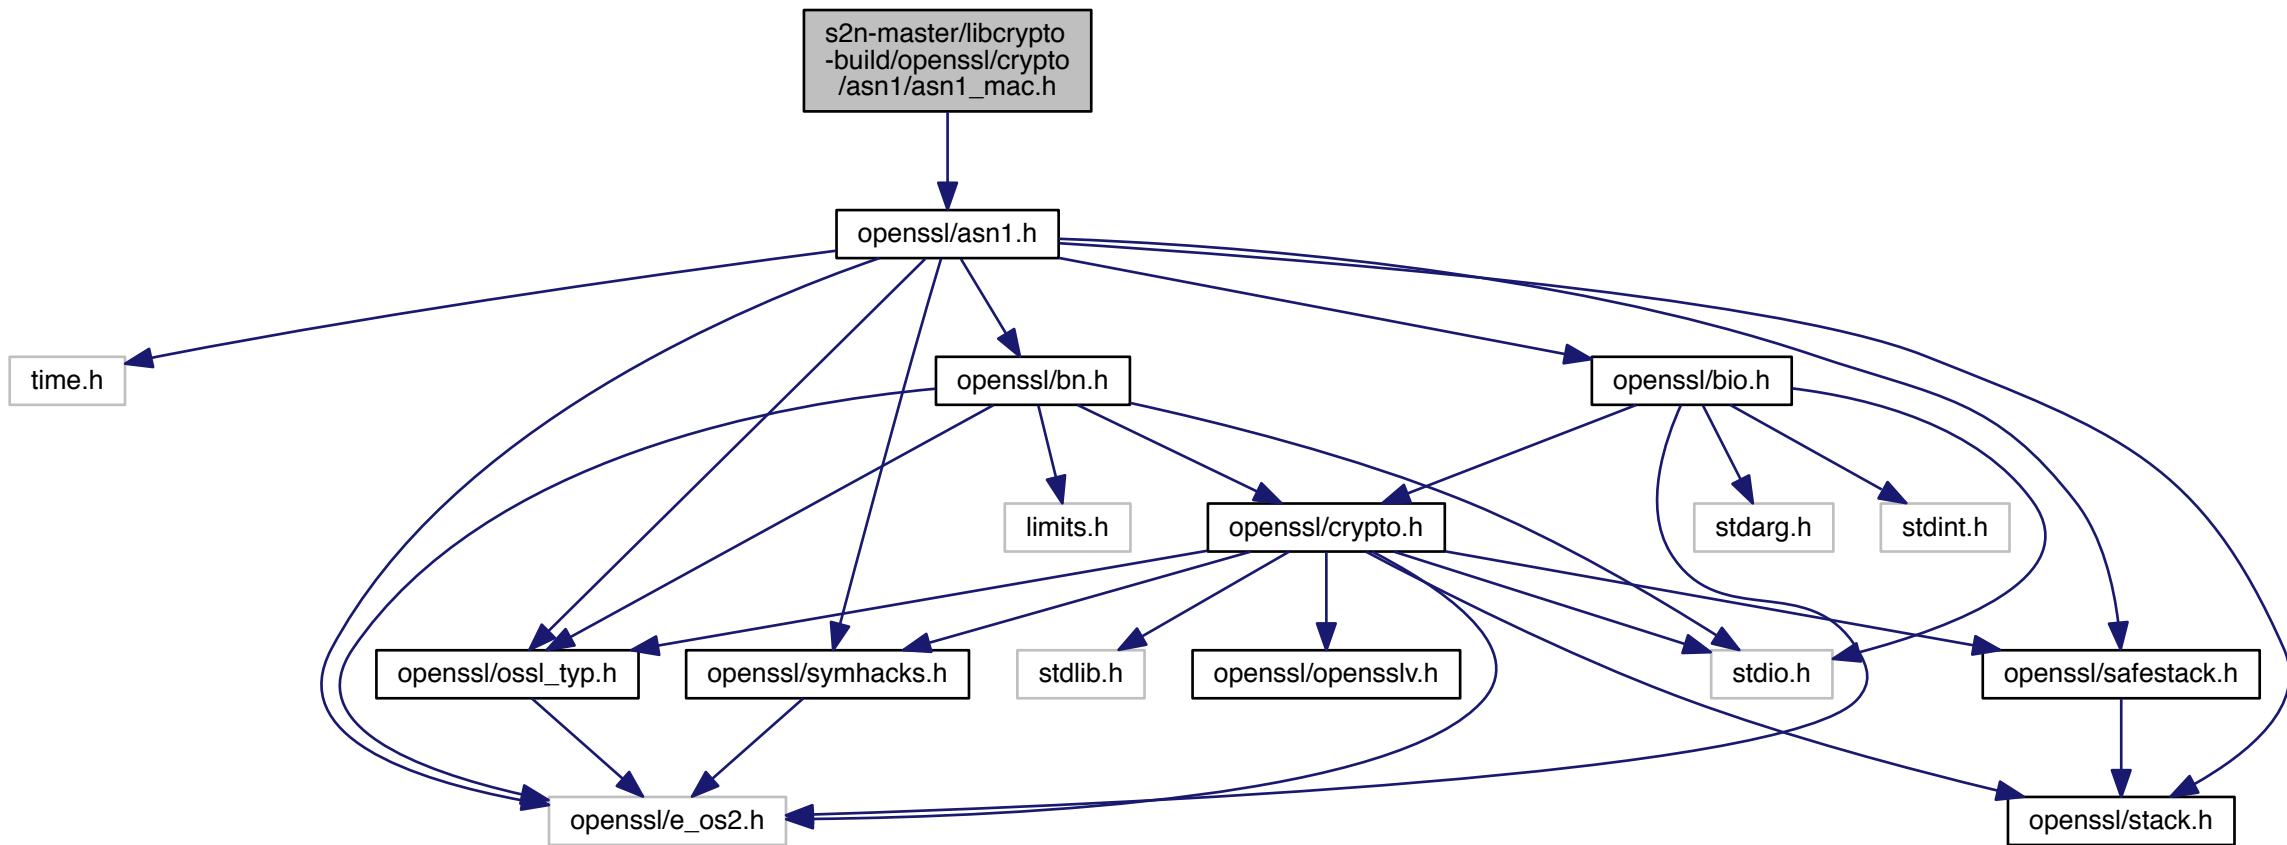 s2n-master/libcrypto
-build/openssl/crypto
/asn1/asn1_mac.h
openssl/asn1.h
time.h
openssl/bn.h
openssl/bio.h
limits.h
openssl/crypto.h
stdarg.h
stdint.h
openssl/ossl_typ.h
openssl/symhacks.h
stdlib.h
openssl/opensslv.h
stdio.h
openssl/safestack.h
openssl/e_os2.h
openssl/stack.h